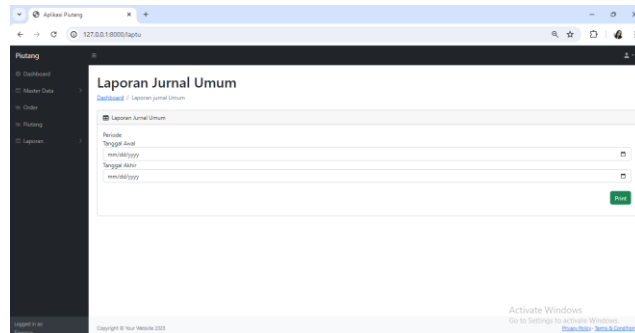 Aplikasi Piutang
127.0.0.1:8000/laptu
Piutang
Dashboard
Master Data
Order
Piutang
Laporan
Laporan Jurnal Umum
Dashboard / Laporan Jurnal Umum
Laporan Jurnal Umum
Periode
Tanggal Awal
mm/dd/yyyy
Tanggal Akhir
mm/dd/yyyy
Print
Activate Windows
Go to Settings to activate Windows.
Logged in as:
Copyright © Your Website 2023
Privacy Policy · Terms & Condition